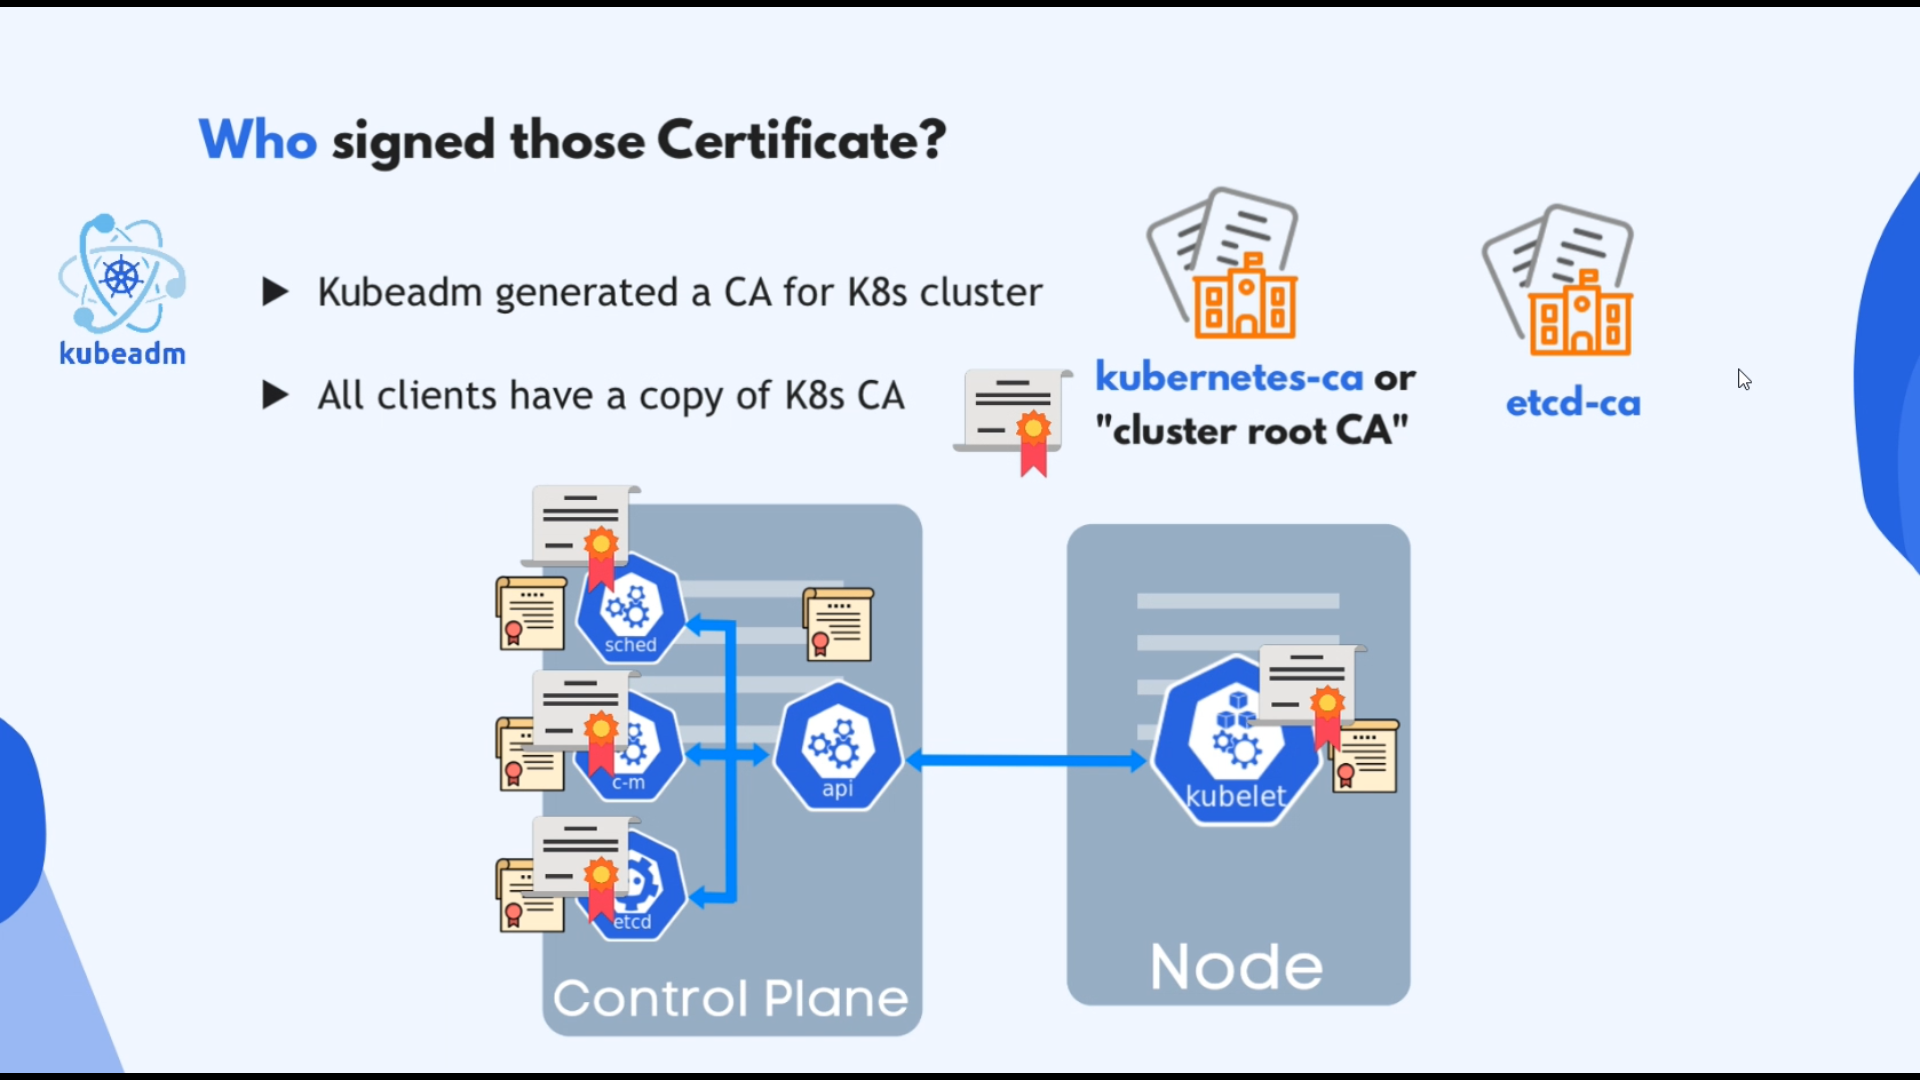 Who signed those Certificate?
kubeadm
Kubeadm generated a CA for K8s cluster
All clients have a copy of K8s CA
kubernetes-ca or
"cluster root CA"
etcd-ca
sched
c-m
api
etcd
Control Plane
kubelet
Node